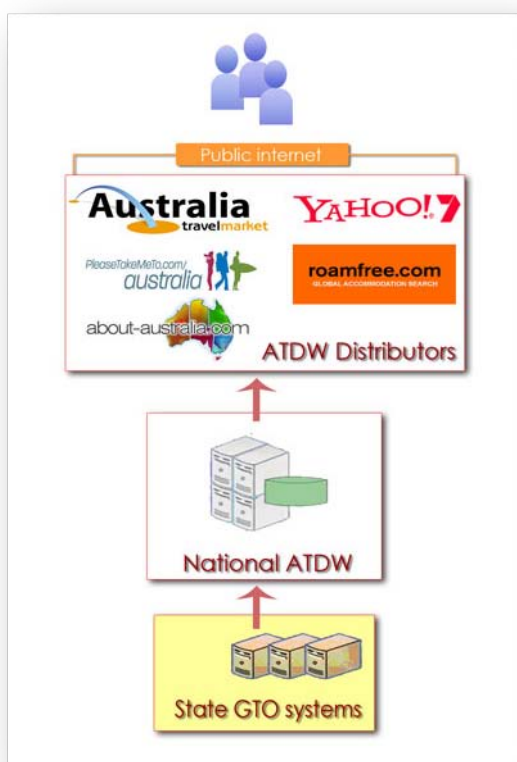 Public internet
Australia
travelmarket
YAHOO!7
PleaseTakeMeTo.com/
australia
roamfree.com
GLOBAL ACCOMMODATION SEARCH
about-australia.com
ATDW Distributors
National ATDW
State GTO systems